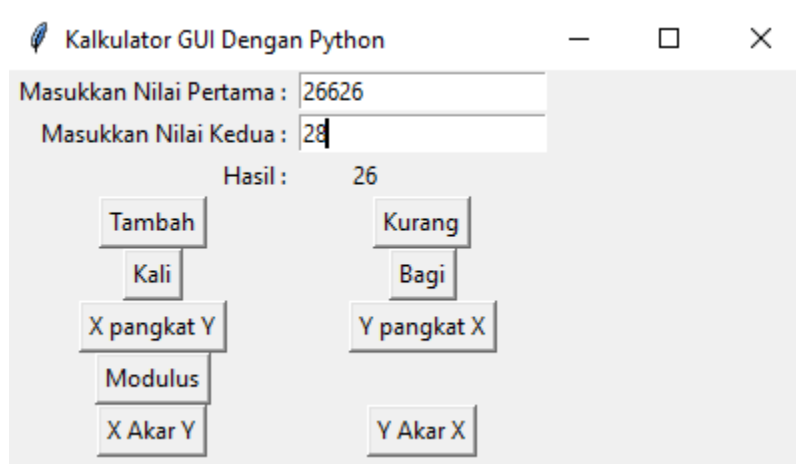 Kalkulator GUI Dengan Python
Masukkan Nilai Pertama : 26626
Masukkan Nilai Kedua : 28
Hasil : 26
Tambah Kurang
Kali Bagi
X pangkat Y Y pangkat X
Modulus
X Akar Y Y Akar X